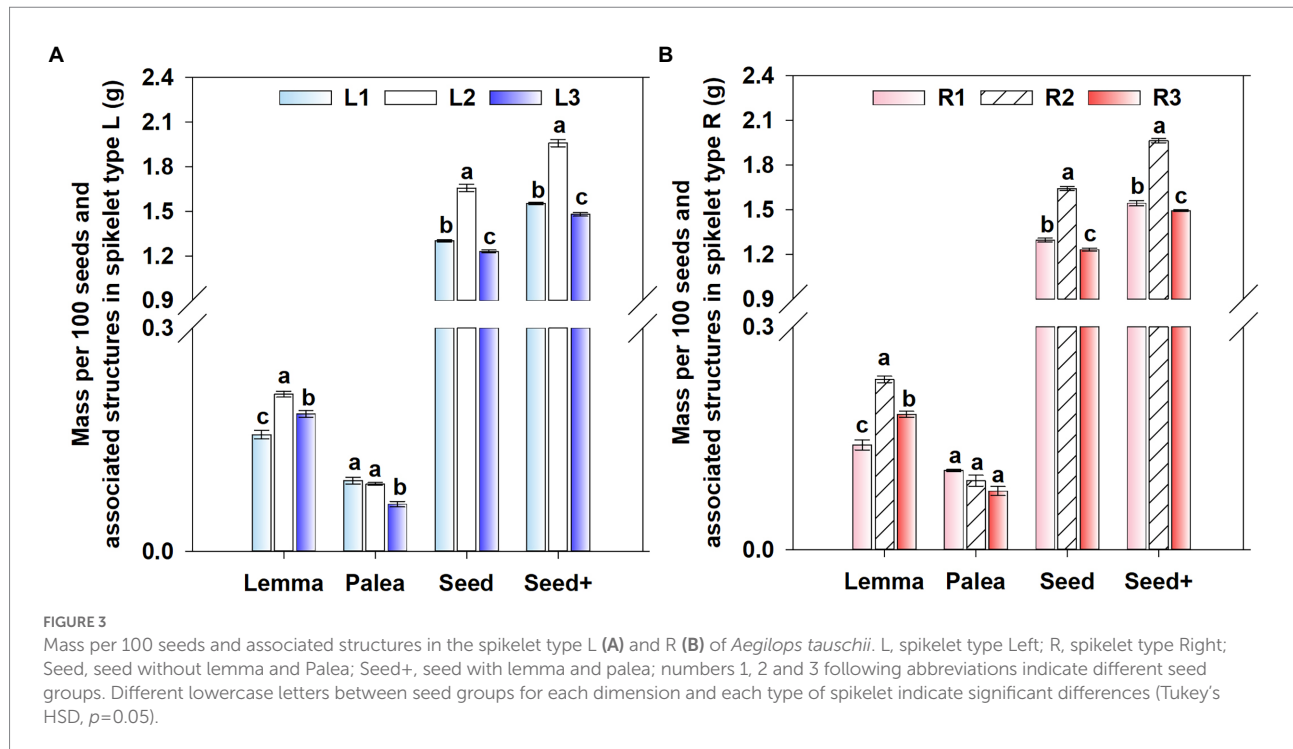 A
Mass per 100 seeds and
associated structures in spikelet type L (g)
2.4
2.1
1.8
1.5
1.2
0.9
0.3
0.0
L1 L2 L3
c a b
a a b
b a c
b a c
Lemma Palea Seed Seed+
B
Mass per 100 seeds and
associated structures in spikelet type R (g)
2.4
2.1
1.8
1.5
1.2
0.9
0.3
0.0
R1 R2 R3
c a b
a a a
b a c
b a c
Lemma Palea Seed Seed+
FIGURE 3
Mass per 100 seeds and associated structures in the spikelet type L (A) and R (B) of Aegilops tauschii. L, spikelet type Left; R, spikelet type Right;
Seed, seed without lemma and Palea; Seed+, seed with lemma and palea; numbers 1, 2 and 3 following abbreviations indicate different seed
groups. Different lowercase letters between seed groups for each dimension and each type of spikelet indicate significant differences (Tukey's
HSD, p=0.05).